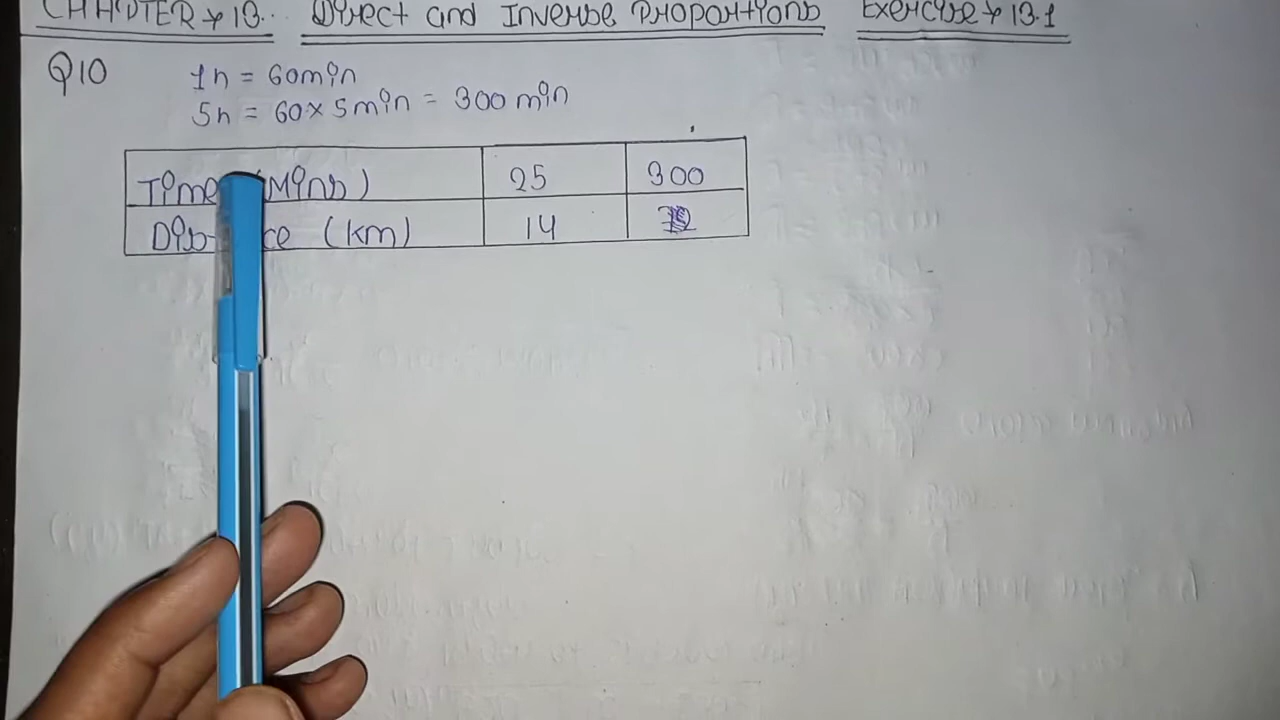 CHAPTER → 13. Direct and Inverse Proportions Exercise → 13.1
Q10 1h = 60min
5h = 60 × 5min = 300 min
Time (Mins) 25 300
(km) 14